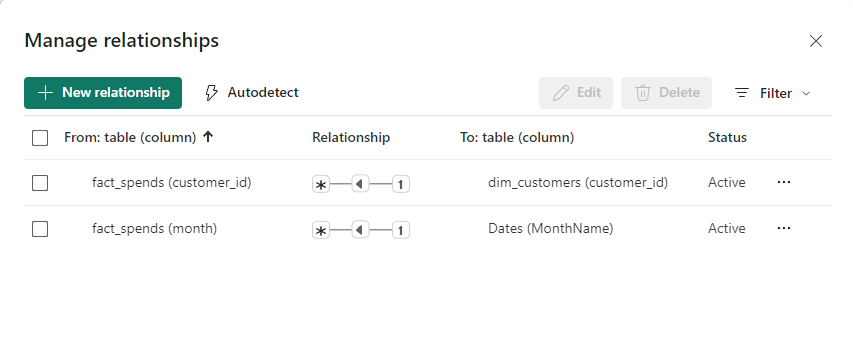 Manage relationships
New relationship Autodetect Edit Delete Filter
From: table (column) Relationship To: table (column) Status
fact_spends (customer_id) * 1 dim_customers (customer_id) Active
fact_spends (month) * 1 Dates (MonthName) Active